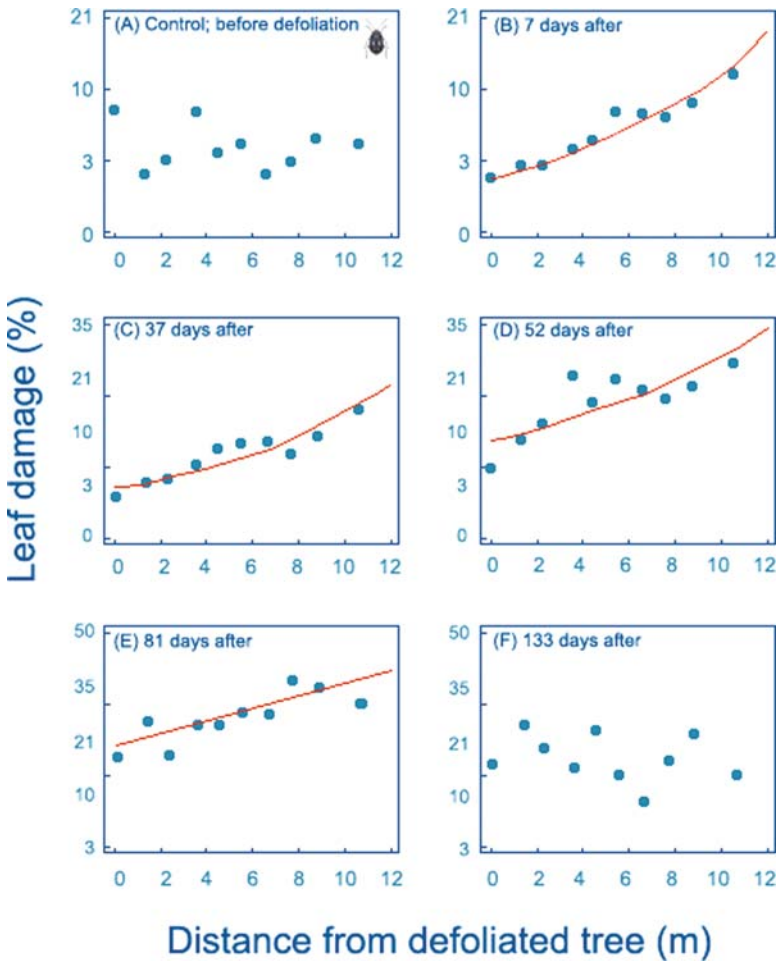 (A) Control; before defoliation
21
10
3
0
0 2 4 6 8 10 12
(B) 7 days after
21
10
3
0
0 2 4 6 8 10 12
(C) 37 days after
35
21
10
3
0
0 2 4 6 8 10 12
(D) 52 days after
35
21
10
3
0
0 2 4 6 8 10 12
(E) 81 days after
50
35
21
10
3
0 2 4 6 8 10 12
(F) 133 days after
50
35
21
10
3
0 2 4 6 8 10 12
Leaf damage (%)
Distance from defoliated tree (m)